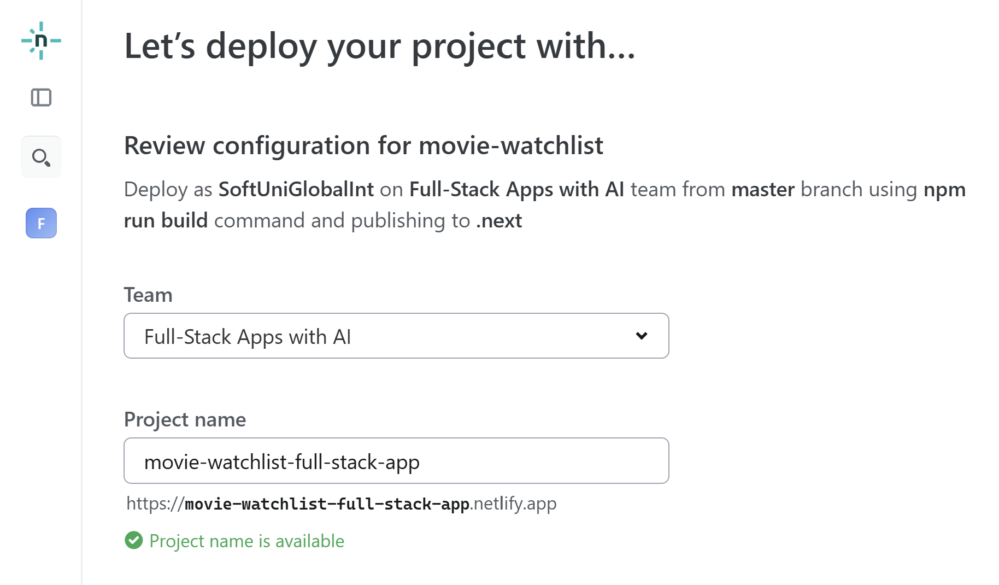 n
Let’s deploy your project with…
Review configuration for movie-watchlist
Deploy as SoftUniGlobalInt on Full-Stack Apps with AI team from master branch using npm
run build command and publishing to .next
F
Team
Full-Stack Apps with AI
Project name
movie-watchlist-full-stack-app
https://movie-watchlist-full-stack-app.netlify.app
Project name is available